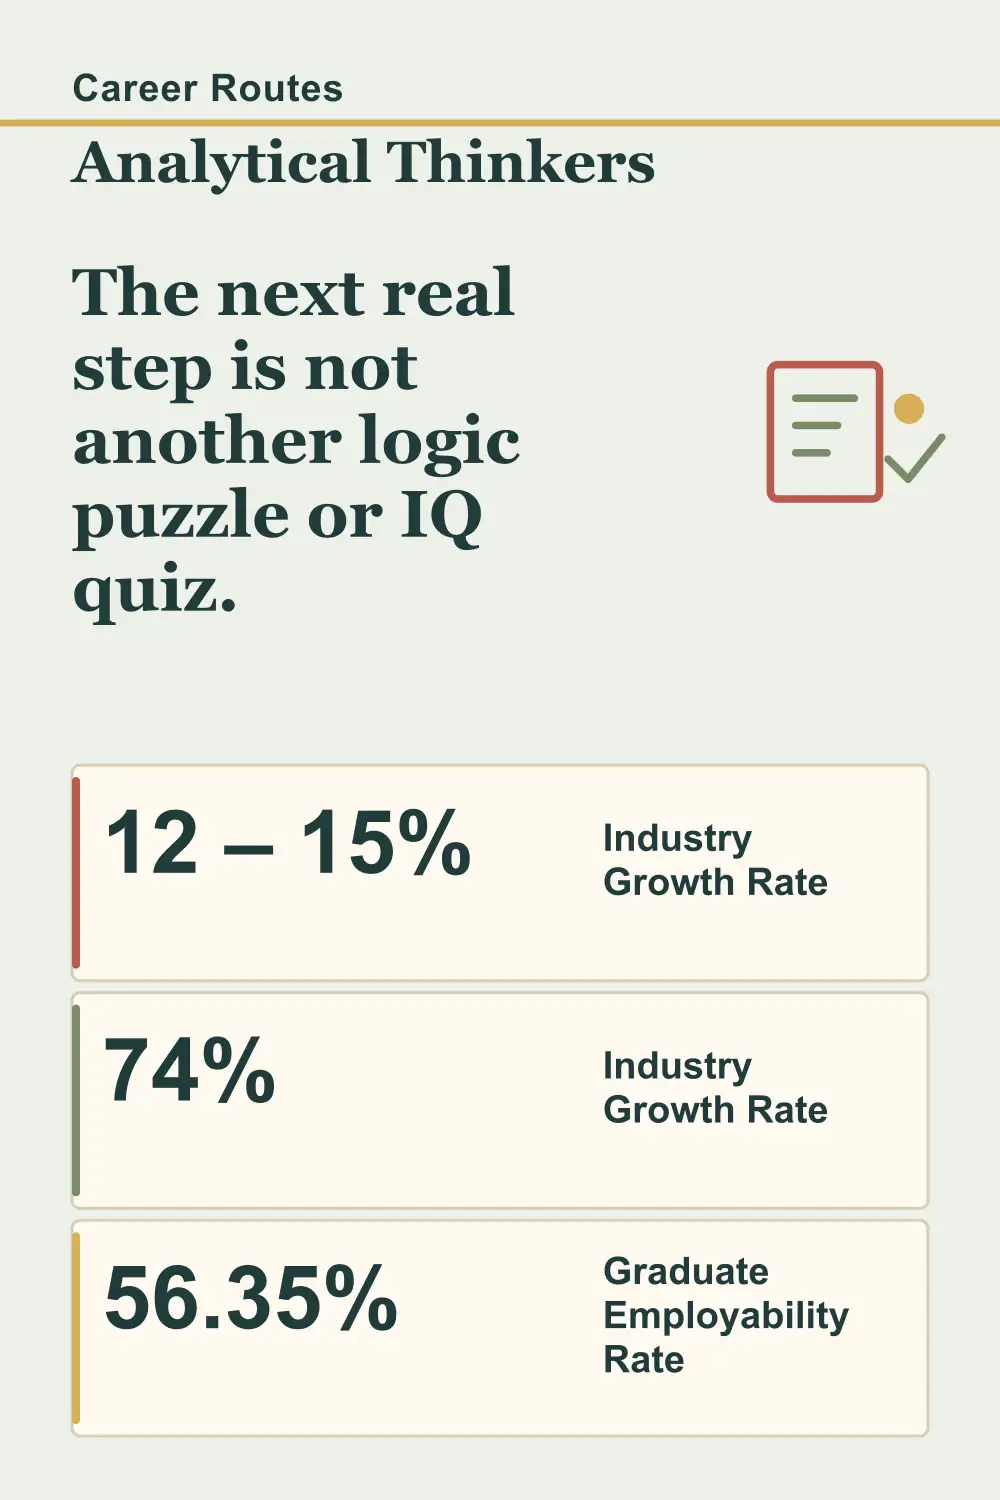 Career Routes
Analytical Thinkers
The next real
step is not
another logic
puzzle or IQ
quiz.
12 – 15%
Industry
Growth Rate
74%
Industry
Growth Rate
56.35%
Graduate
Employability
Rate